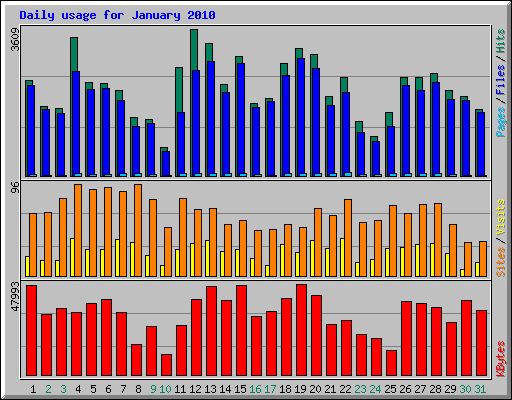 Daily usage for January 2010
3609
Pages / Files / Hits
96
Sites / Visits
47993
KBytes
1 2 3 4 5 6 7 8 9 10 11 12 13 14 15 16 17 18 19 20 21 22 23 24 25 26 27 28 29 30 31